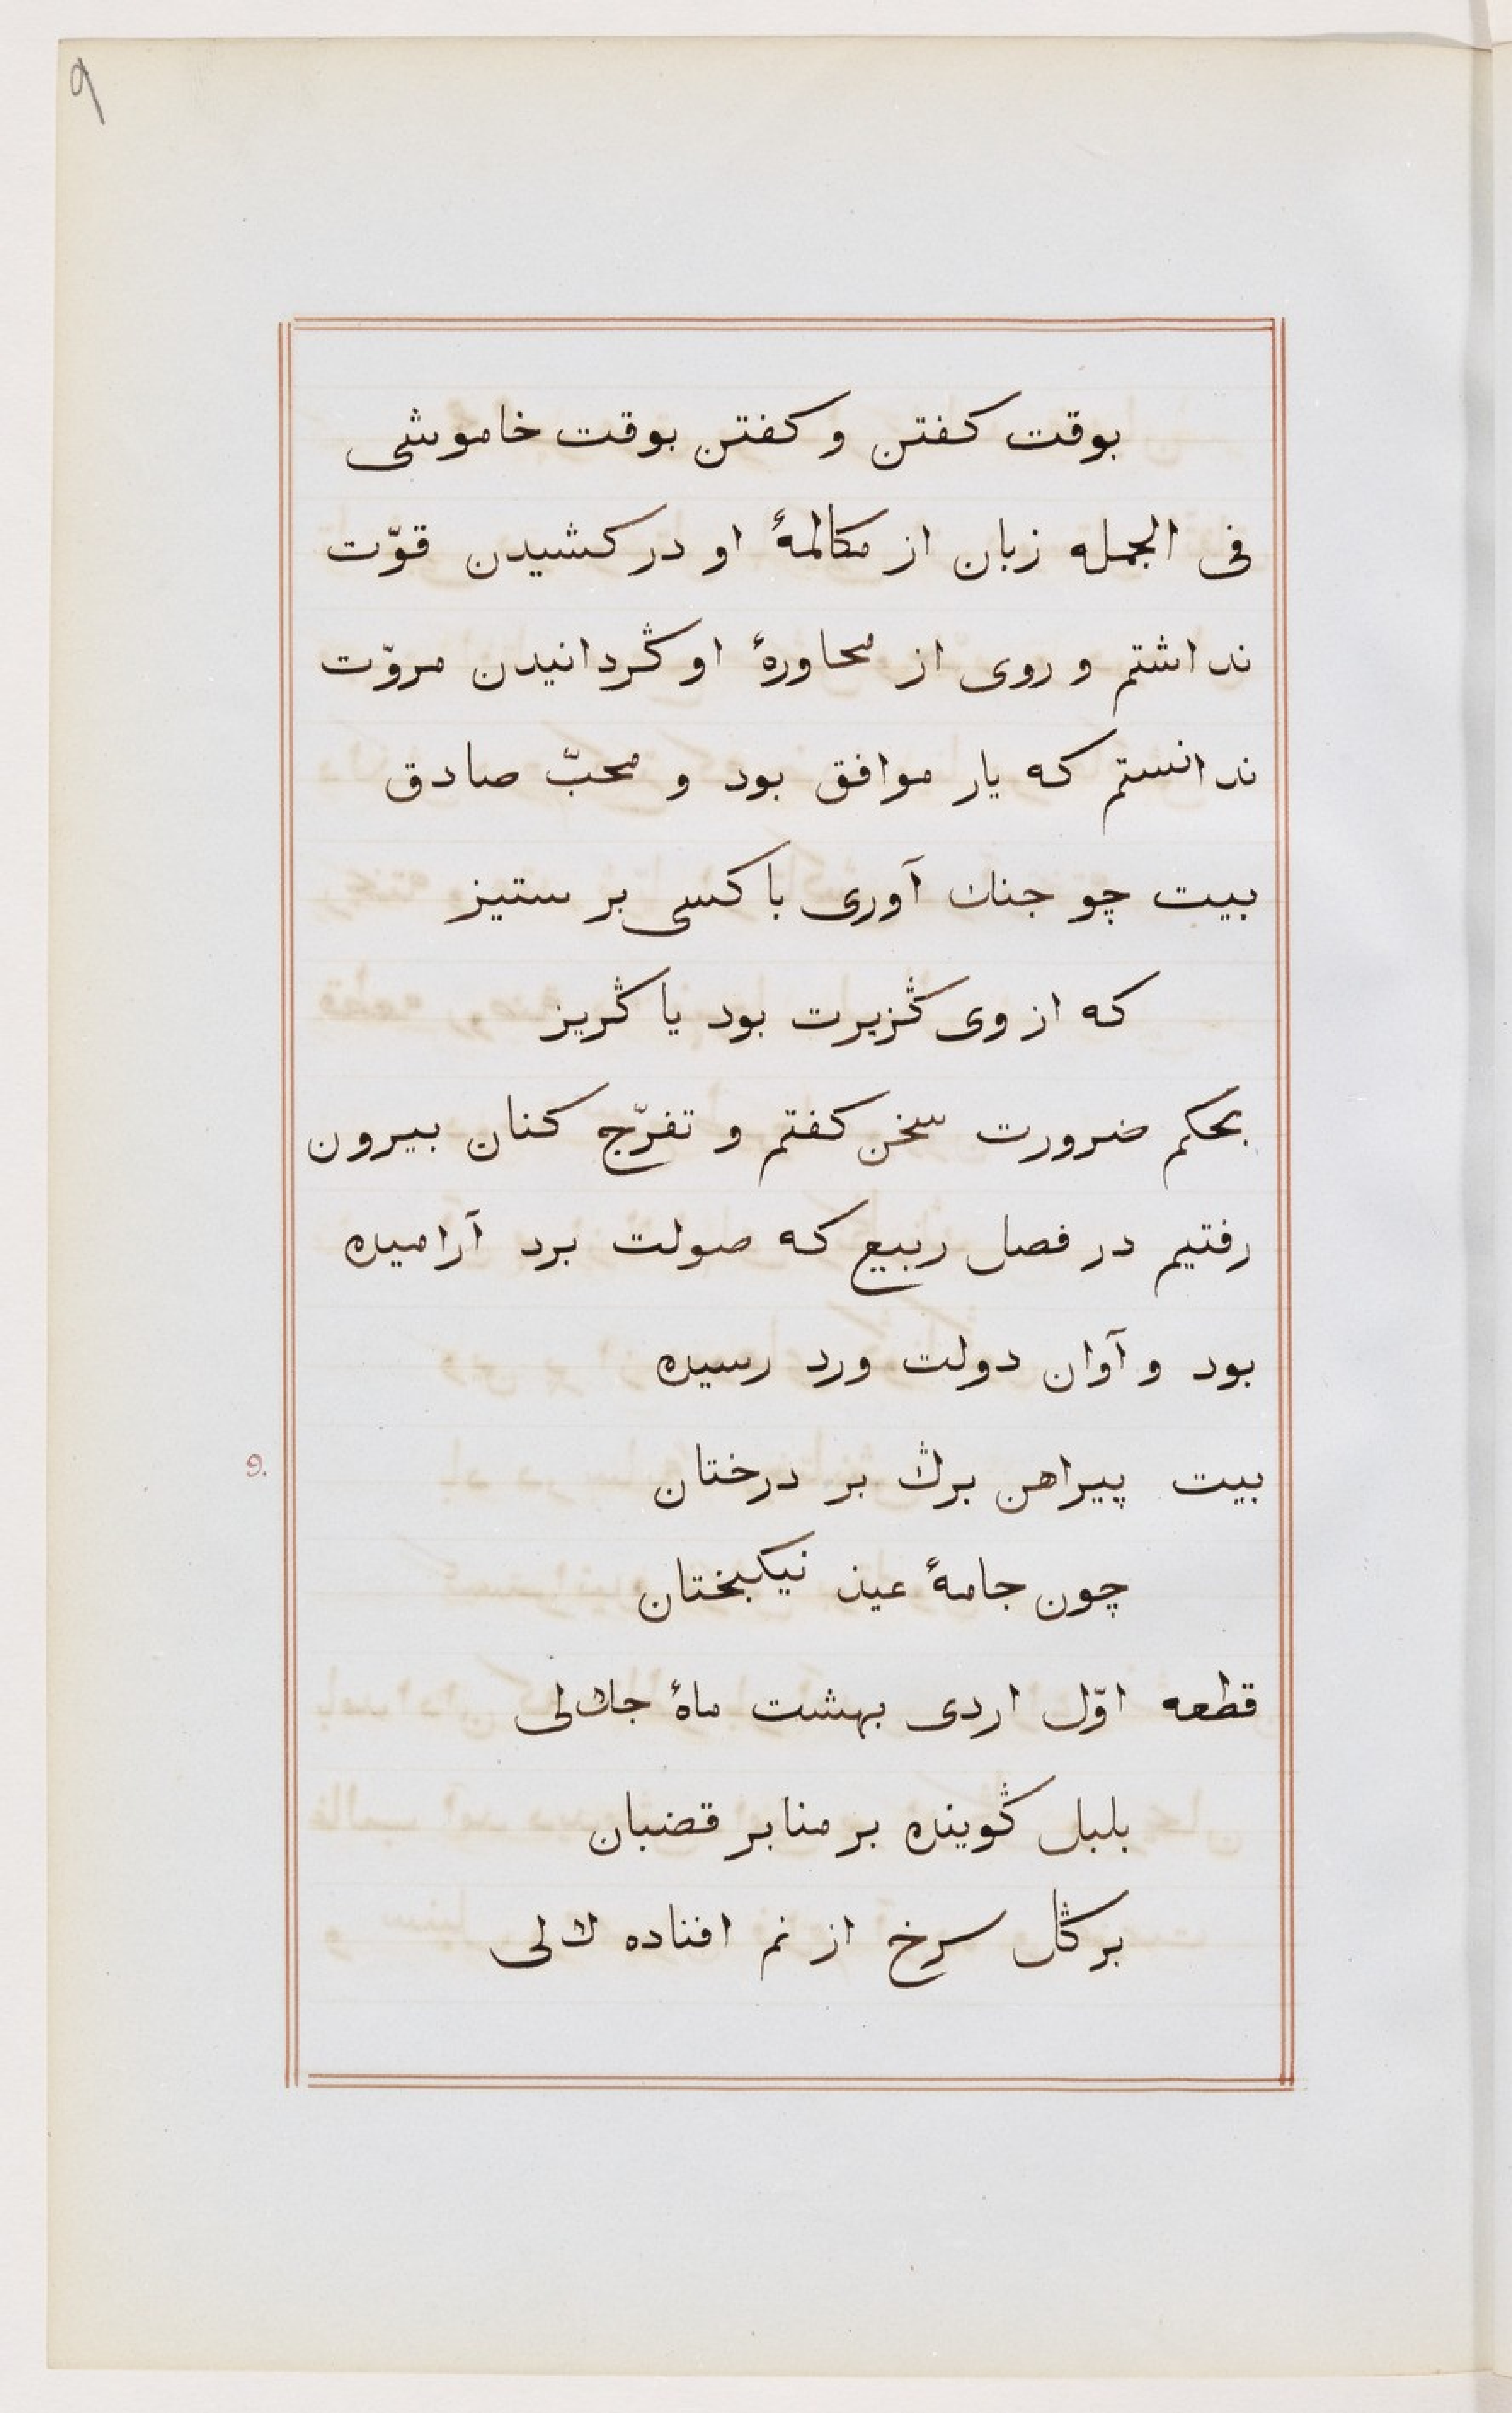 ٩
بوقت کفتن و کفتن بوقت خاموشی
فی الجمله زبان از مکالمهٔ او در کشیدن قوّت
نداشتم و روی از محاورهٔ او گردانیدن مروّت
ندانستم که یار موافق بود و محبّ صادق
بیت چو جنك آوری با کسی بر ستیز
که از وی گزیرت بود یا گریز
بحکم ضرورت سخن کفتم و تفرّج کنان بیرون
رفتیم در فصل ربیع که صولت برد آرامیده
بود و آوان دولت ورد رسیده
9.
بیت پیراهن برگ بر درختان
چون جامهٔ عید نیکبختان
قطعه اوّل اردی بهشت ماهٔ جلالی
بلبل گوینده بر منابر قضبان
بر گل سرخ از نم افتاده لالی